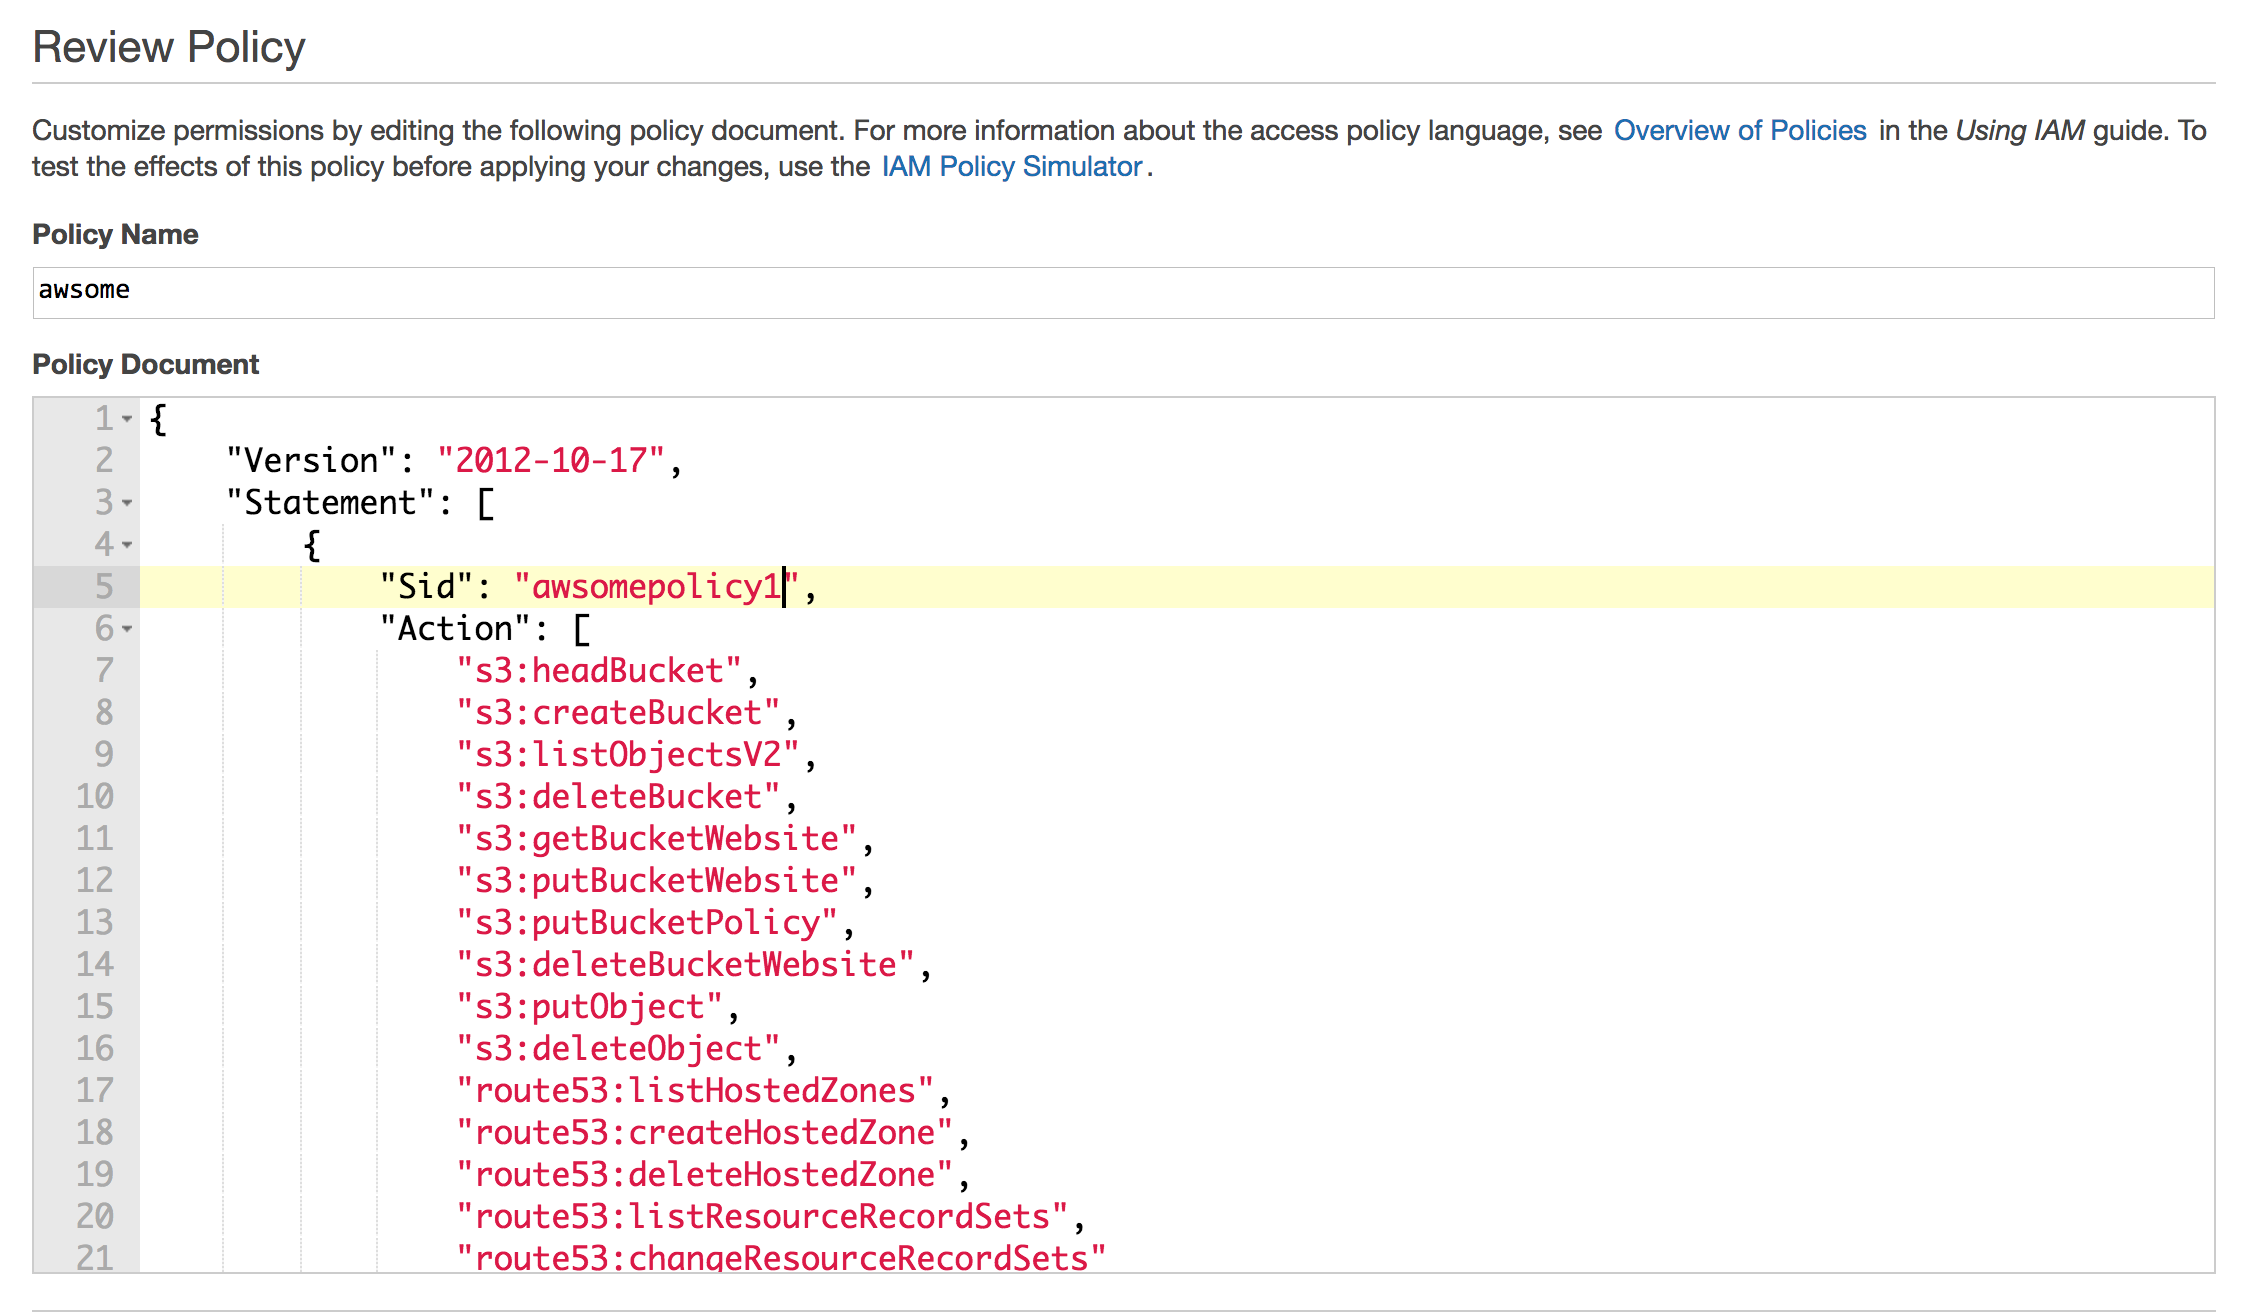 Review Policy
Customize permissions by editing the following policy document. For more information about the access policy language, see Overview of Policies in the Using IAM guide. To
test the effects of this policy before applying your changes, use the IAM Policy Simulator.
Policy Name
awsome
Policy Document
1 {
2 "Version": "2012-10-17",
3 "Statement": [
4 {
5 "Sid": "awsomepolicy1",
6 "Action": [
7 "s3:headBucket",
8 "s3:createBucket",
9 "s3:listObjectsV2",
10 "s3:deleteBucket",
11 "s3:getBucketWebsite",
12 "s3:putBucketWebsite",
13 "s3:putBucketPolicy",
14 "s3:deleteBucketWebsite",
15 "s3:putObject",
16 "s3:deleteObject",
17 "route53:listHostedZones",
18 "route53:createHostedZone",
19 "route53:deleteHostedZone",
20 "route53:listResourceRecordSets",
21 "route53:changeResourceRecordSets"